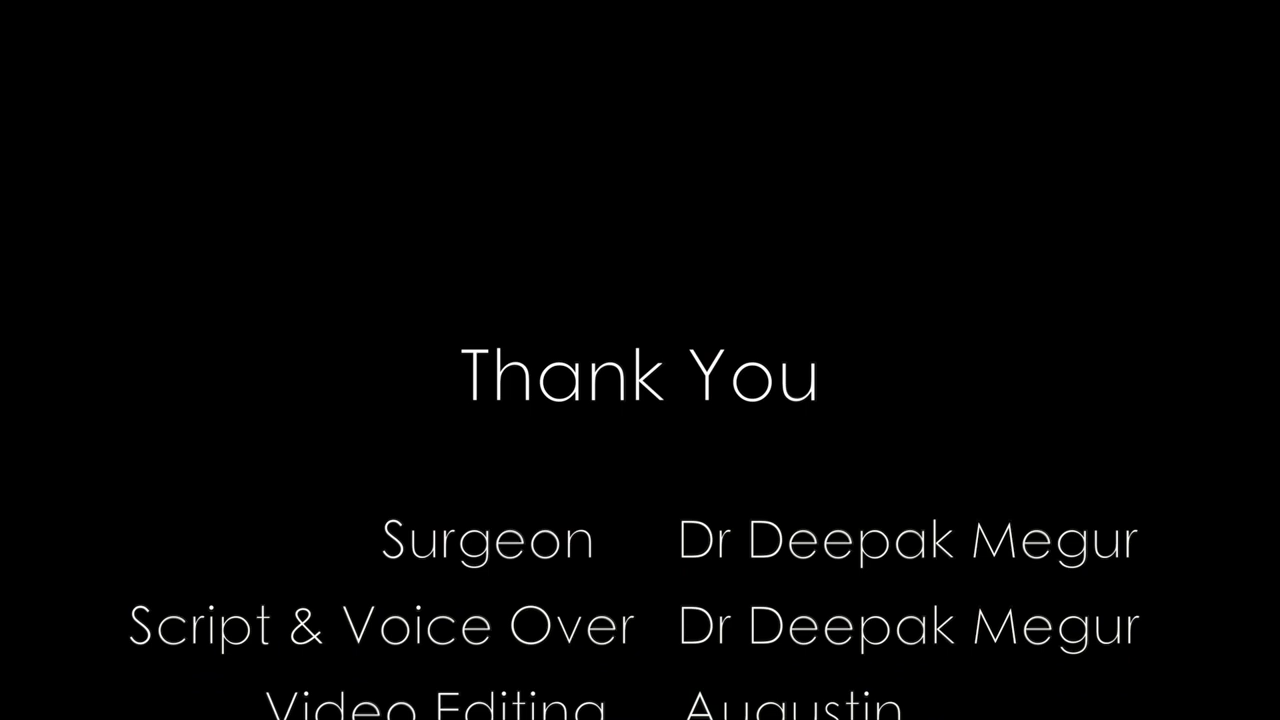 Thank You
Surgeon Dr Deepak Megur
Script & Voice Over Dr Deepak Megur
Video Editing Augustin